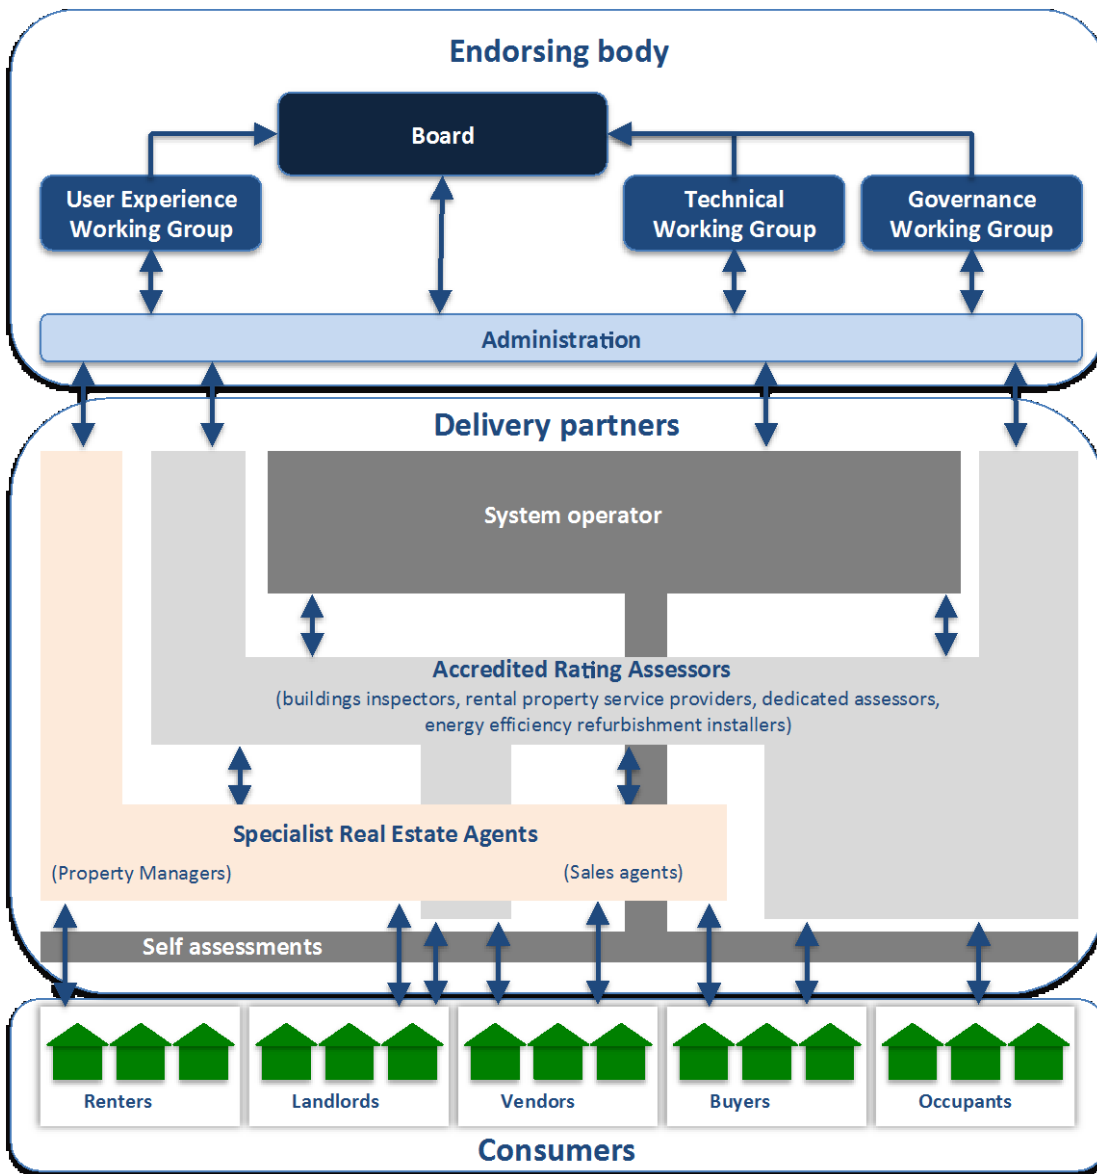 Endorsing body
Board
User Experience
Working Group
Technical
Working Group
Governance
Working Group
Administration
Delivery partners
System operator
Accredited Rating Assessors
(buildings inspectors, rental property service providers, dedicated assessors,
energy efficiency refurbishment installers)
Specialist Real Estate Agents
(Property Managers)
(Sales agents)
Self assessments
Renters
Landlords
Vendors
Buyers
Occupants
Consumers